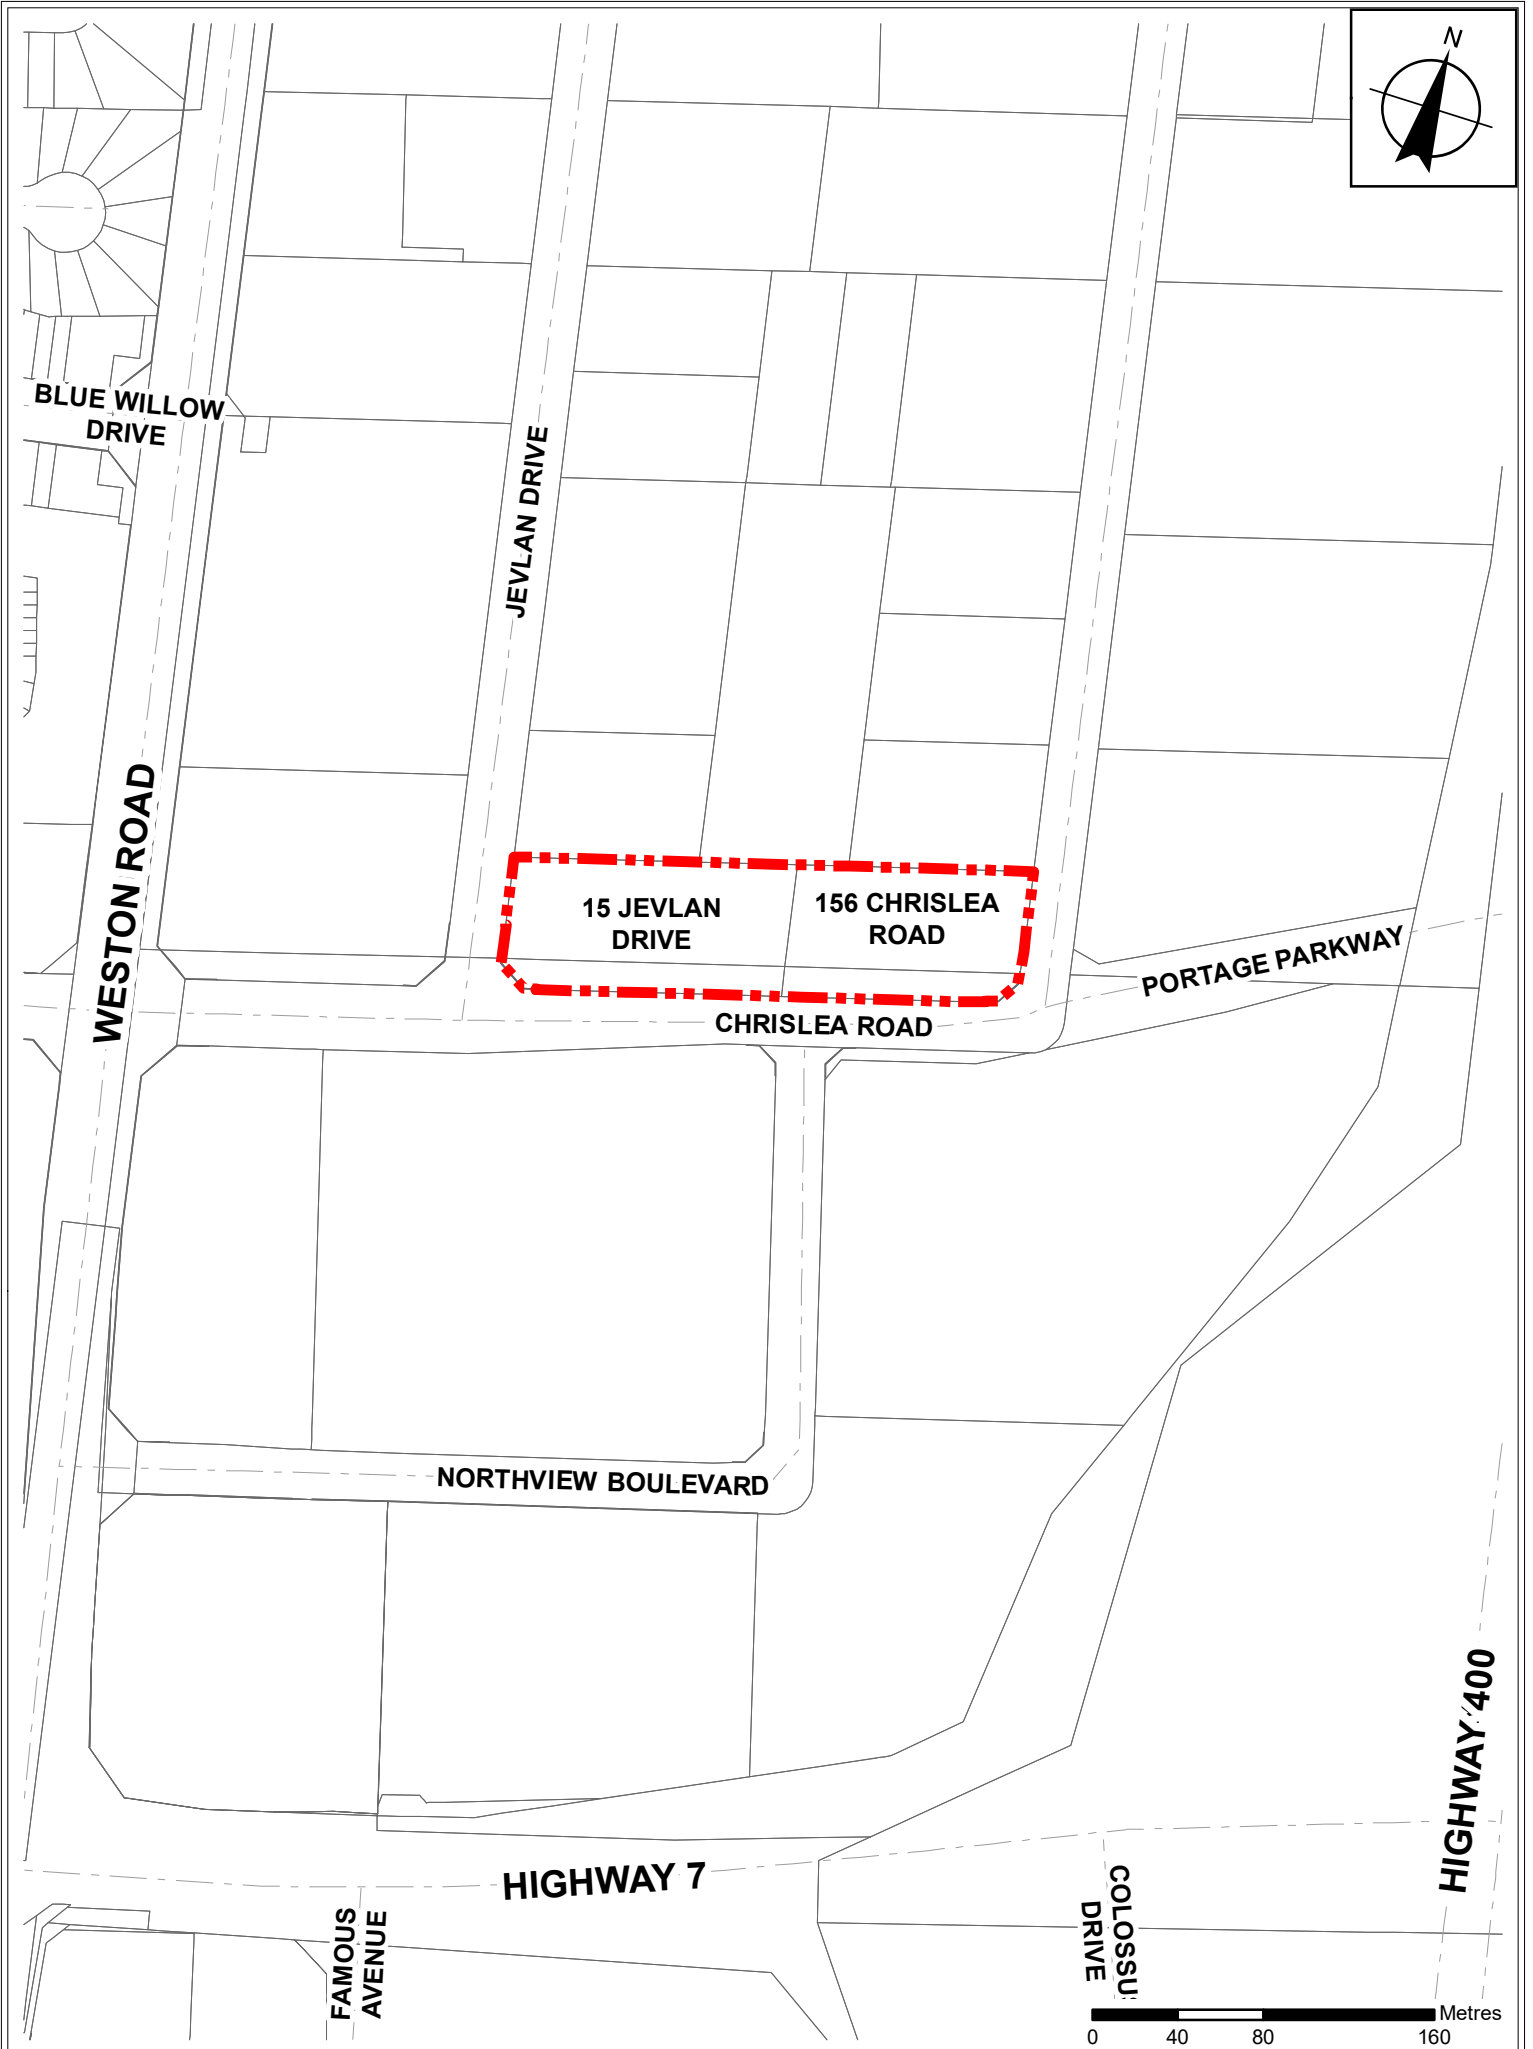 N
BLUE WILLOW
DRIVE
JEVLAN DRIVE
WESTON ROAD
15 JEVLAN
DRIVE
156 CHRISLEA
ROAD
PORTAGE PARKWAY
CHRISLEA ROAD
NORTHVIEW BOULEVARD
HIGHWAY 400
HIGHWAY 7
FAMOUS
AVENUE
COLOSSUS
DRIVE
Metres
0 40 80 160